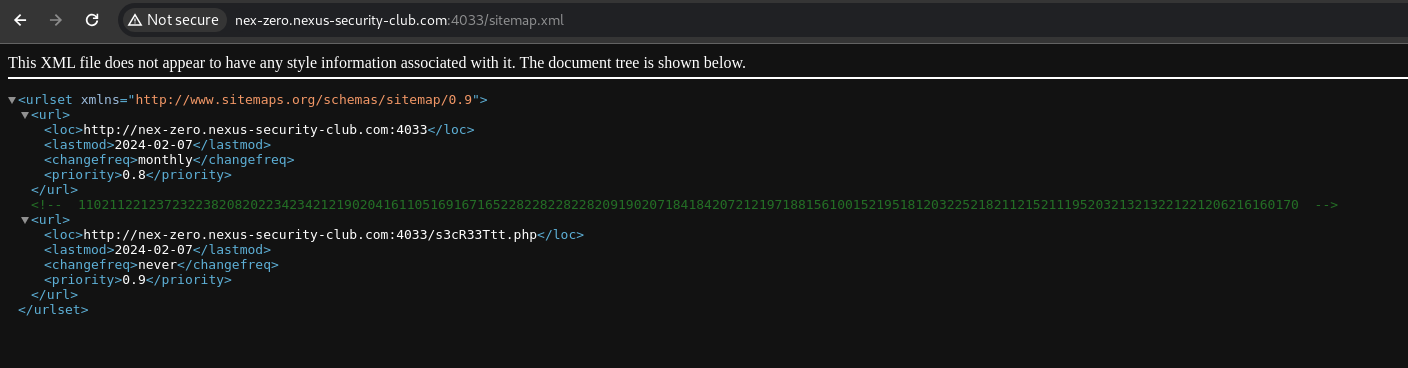 Not secure nex-zero.nexus-security-club.com:4033/sitemap.xml
This XML file does not appear to have any style information associated with it. The document tree is shown below.
▼<urlset xmlns="http://www.sitemaps.org/schemas/sitemap/0.9">
▼<url>
<loc>http://nex-zero.nexus-security-club.com:4033</loc>
<lastmod>2024-02-07</lastmod>
<changefreq>monthly</changefreq>
<priority>0.8</priority>
</url>
<!-- 110211221237232238208202234234212190204161105169167165228228228228209190207184184207212197188156100152195181203225218211215211195203213213221221206216160170 -->
▼<url>
<loc>http://nex-zero.nexus-security-club.com:4033/s3cR33Ttt.php</loc>
<lastmod>2024-02-07</lastmod>
<changefreq>never</changefreq>
<priority>0.9</priority>
</url>
</urlset>